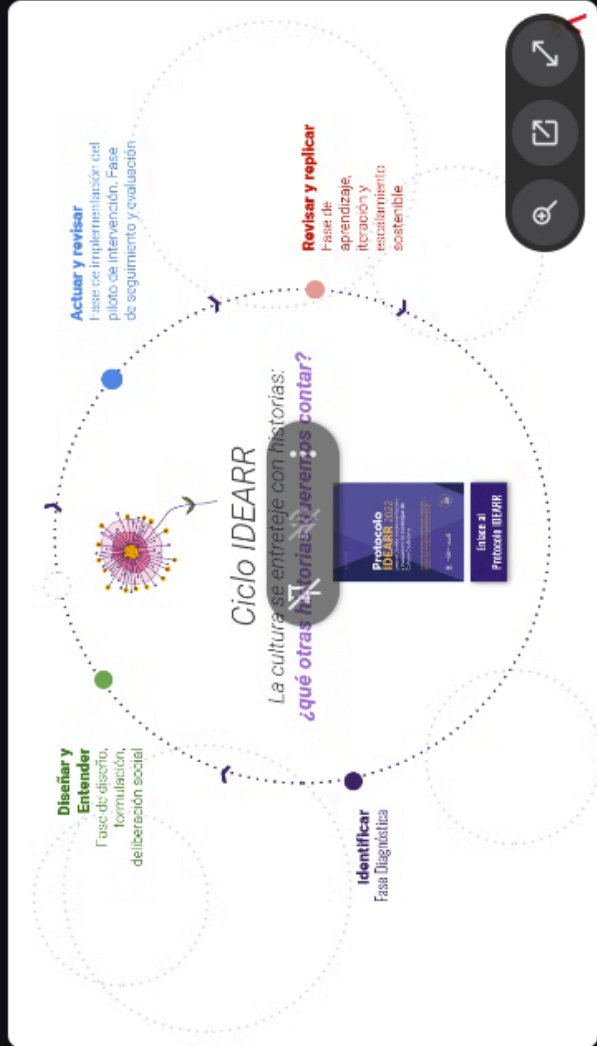 Actuar y revisar
Fase de implementación del
piloto de intervención. Fase
de seguimiento y evaluación
Revisar y replicar
Fase de
aprendizaje,
iteración y
escalamiento
sostenible
Diseñar y
Entender
Fase de diseño,
formulación,
deliberación social
Identificar
Fase Diagnóstica
Ciclo IDEARR
La cultura se entreteje con historias:
¿qué otras historias queremos contar?
Protocolo
IDEARR 2022
Enlace al
Protocolo IDEARR